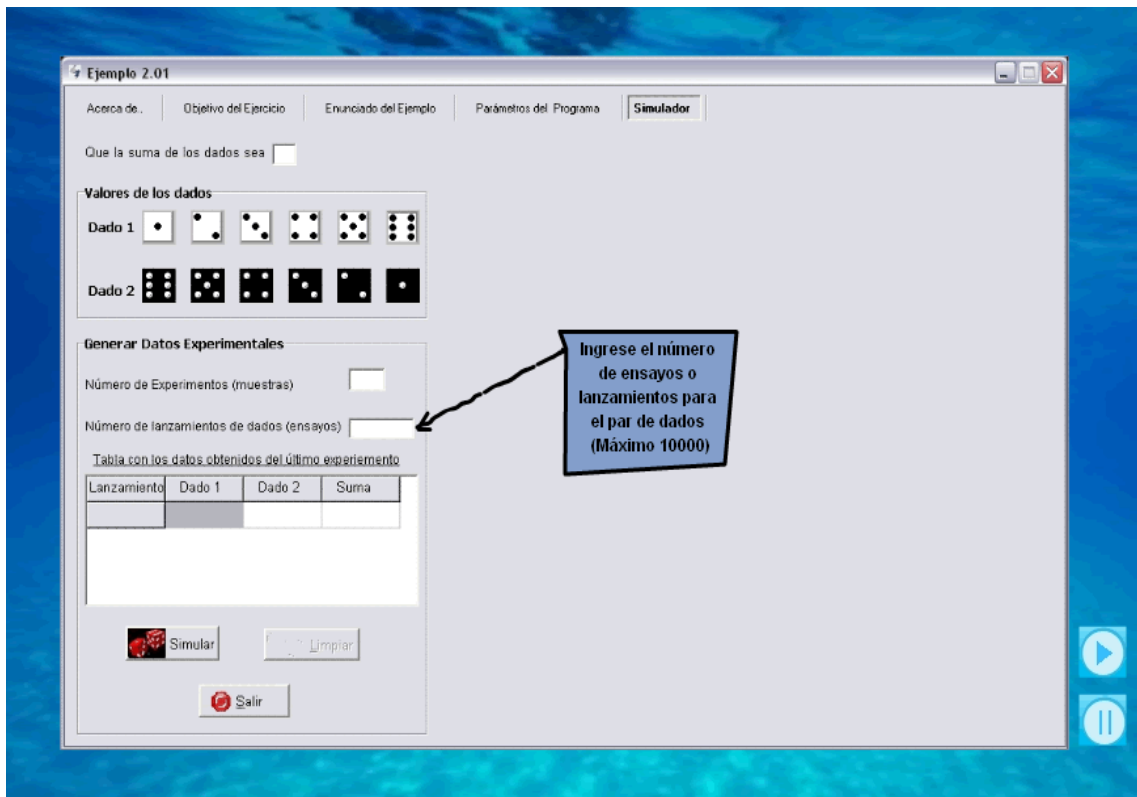 Ejemplo 2.01
Acerca de.. Objetivo del Ejercicio Enunciado del Ejemplo Parámetros del Programa Simulador
Que la suma de los dados sea
Valores de los dados
Dado 1
Dado 2
Generar Datos Experimentales
Número de Experimentos (muestras)
Número de lanzamientos de dados (ensayos)
Tabla con los datos obtenidos del último experiemento
Lanzamiento Dado 1 Dado 2 Suma
Simular Limpiar
Salir
Ingrese el número
de ensayos o
lanzamientos para
el par de dados
(Máximo 10000)